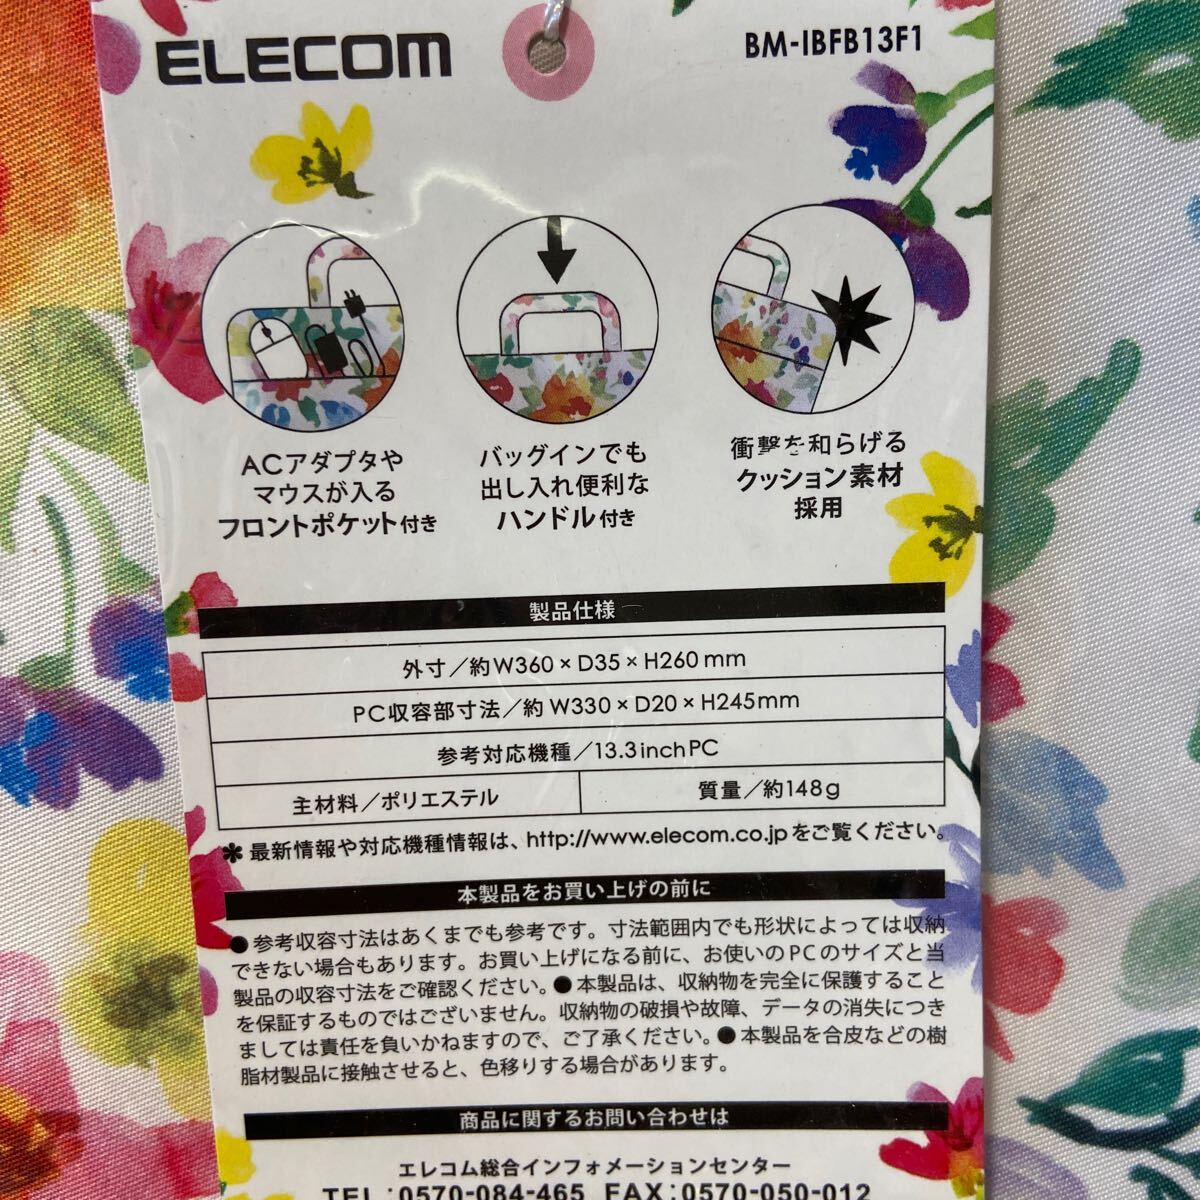 ELECOM
BM-IBFB13F1
ACアダプタや
マウスが入る
フロントポケット付き
バッグインでも
出し入れ便利な
ハンドル付き
衝撃を和らげる
クッション素材
採用
製品仕様
外寸／約W360×D35×H260mm
PC収容部寸法／約 W330×D20×H245mm
参考対応機種／13.3inchPC
主材料／ポリエステル
質量／約148g
＊最新情報や対応機種情報は、http://www.elecom.co.jpをご覧ください。
本製品をお買い上げの前に
●参考収容寸法はあくまでも参考です。寸法範囲内でも形状によっては収納
できない場合もあります。お買い上げになる前に、お使いのPCのサイズと当
製品の収容寸法をご確認ください。●本製品は、収納物を完全に保護すること
を保証するものではございません。収納物の破損や故障、データの消失につき
ましては責任を負いかねますので、ご了承ください。●本製品を合皮などの樹
脂材製品に接触させると、色移りする場合があります。
商品に関するお問い合わせは
エレコム総合インフォメーションセンター
TEL:0570-084-465 FAX:0570-050-012